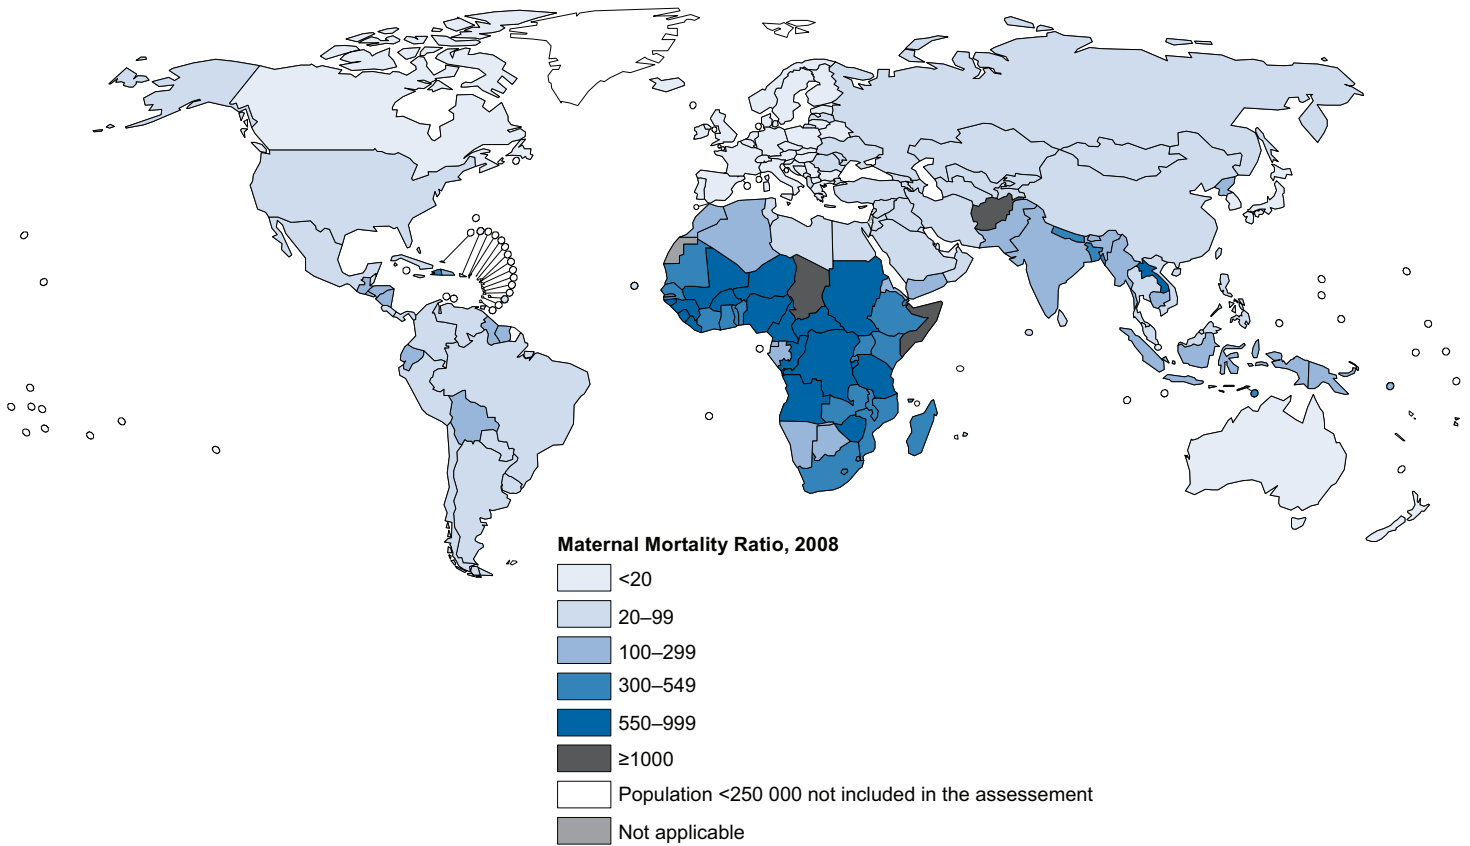 Maternal Mortality Ratio, 2008
<20
20–99
100–299
300–549
550–999
≥1000
Population <250 000 not included in the assessement
Not applicable